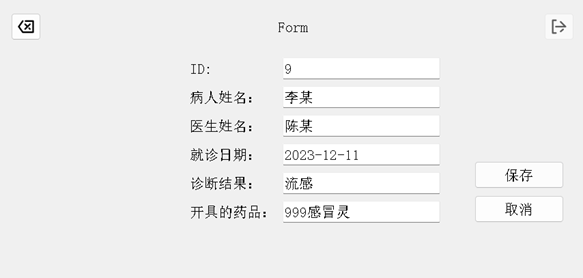 Form
ID: 9
病人姓名： 李某
医生姓名： 陈某
就诊日期： 2023-12-11
诊断结果： 流感
保存
开具的药品： 999感冒灵
取消